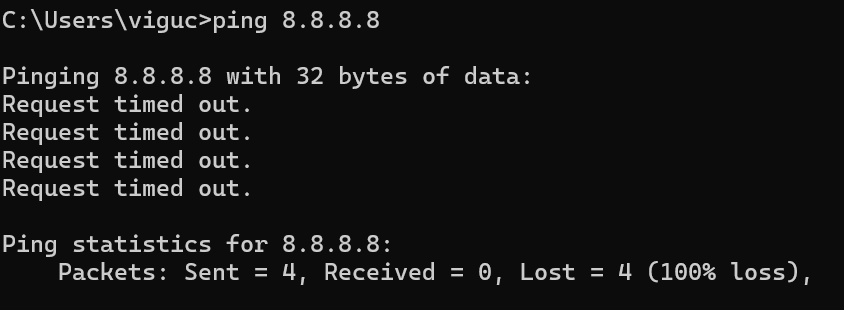 C:\Users\viguc>ping 8.8.8.8
Pinging 8.8.8.8 with 32 bytes of data:
Request timed out.
Request timed out.
Request timed out.
Request timed out.
Ping statistics for 8.8.8.8:
    Packets: Sent = 4, Received = 0, Lost = 4 (100% loss),